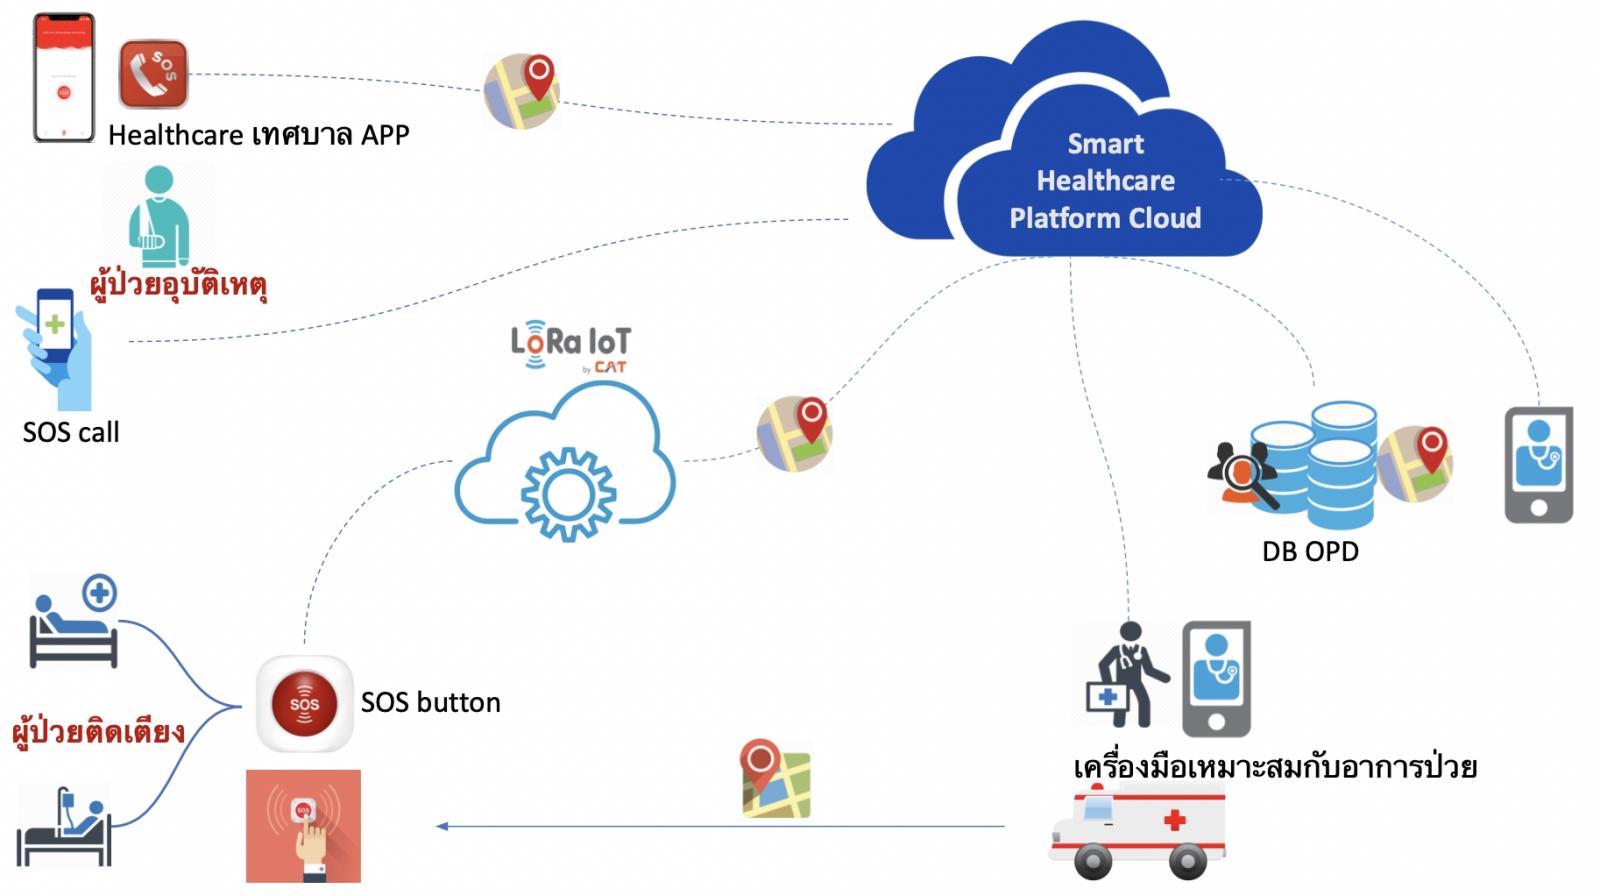 SOS
Healthcare เทศบาล APP
Smart
Healthcare
Platform Cloud
ผู้ป่วยอุบัติเหตุ
SOS call
LoRa IoT
by CAT
DB OPD
SOS
SOS button
ผู้ป่วยติดเตียง
SOS
เครื่องมือเหมาะสมกับอาการป่วย